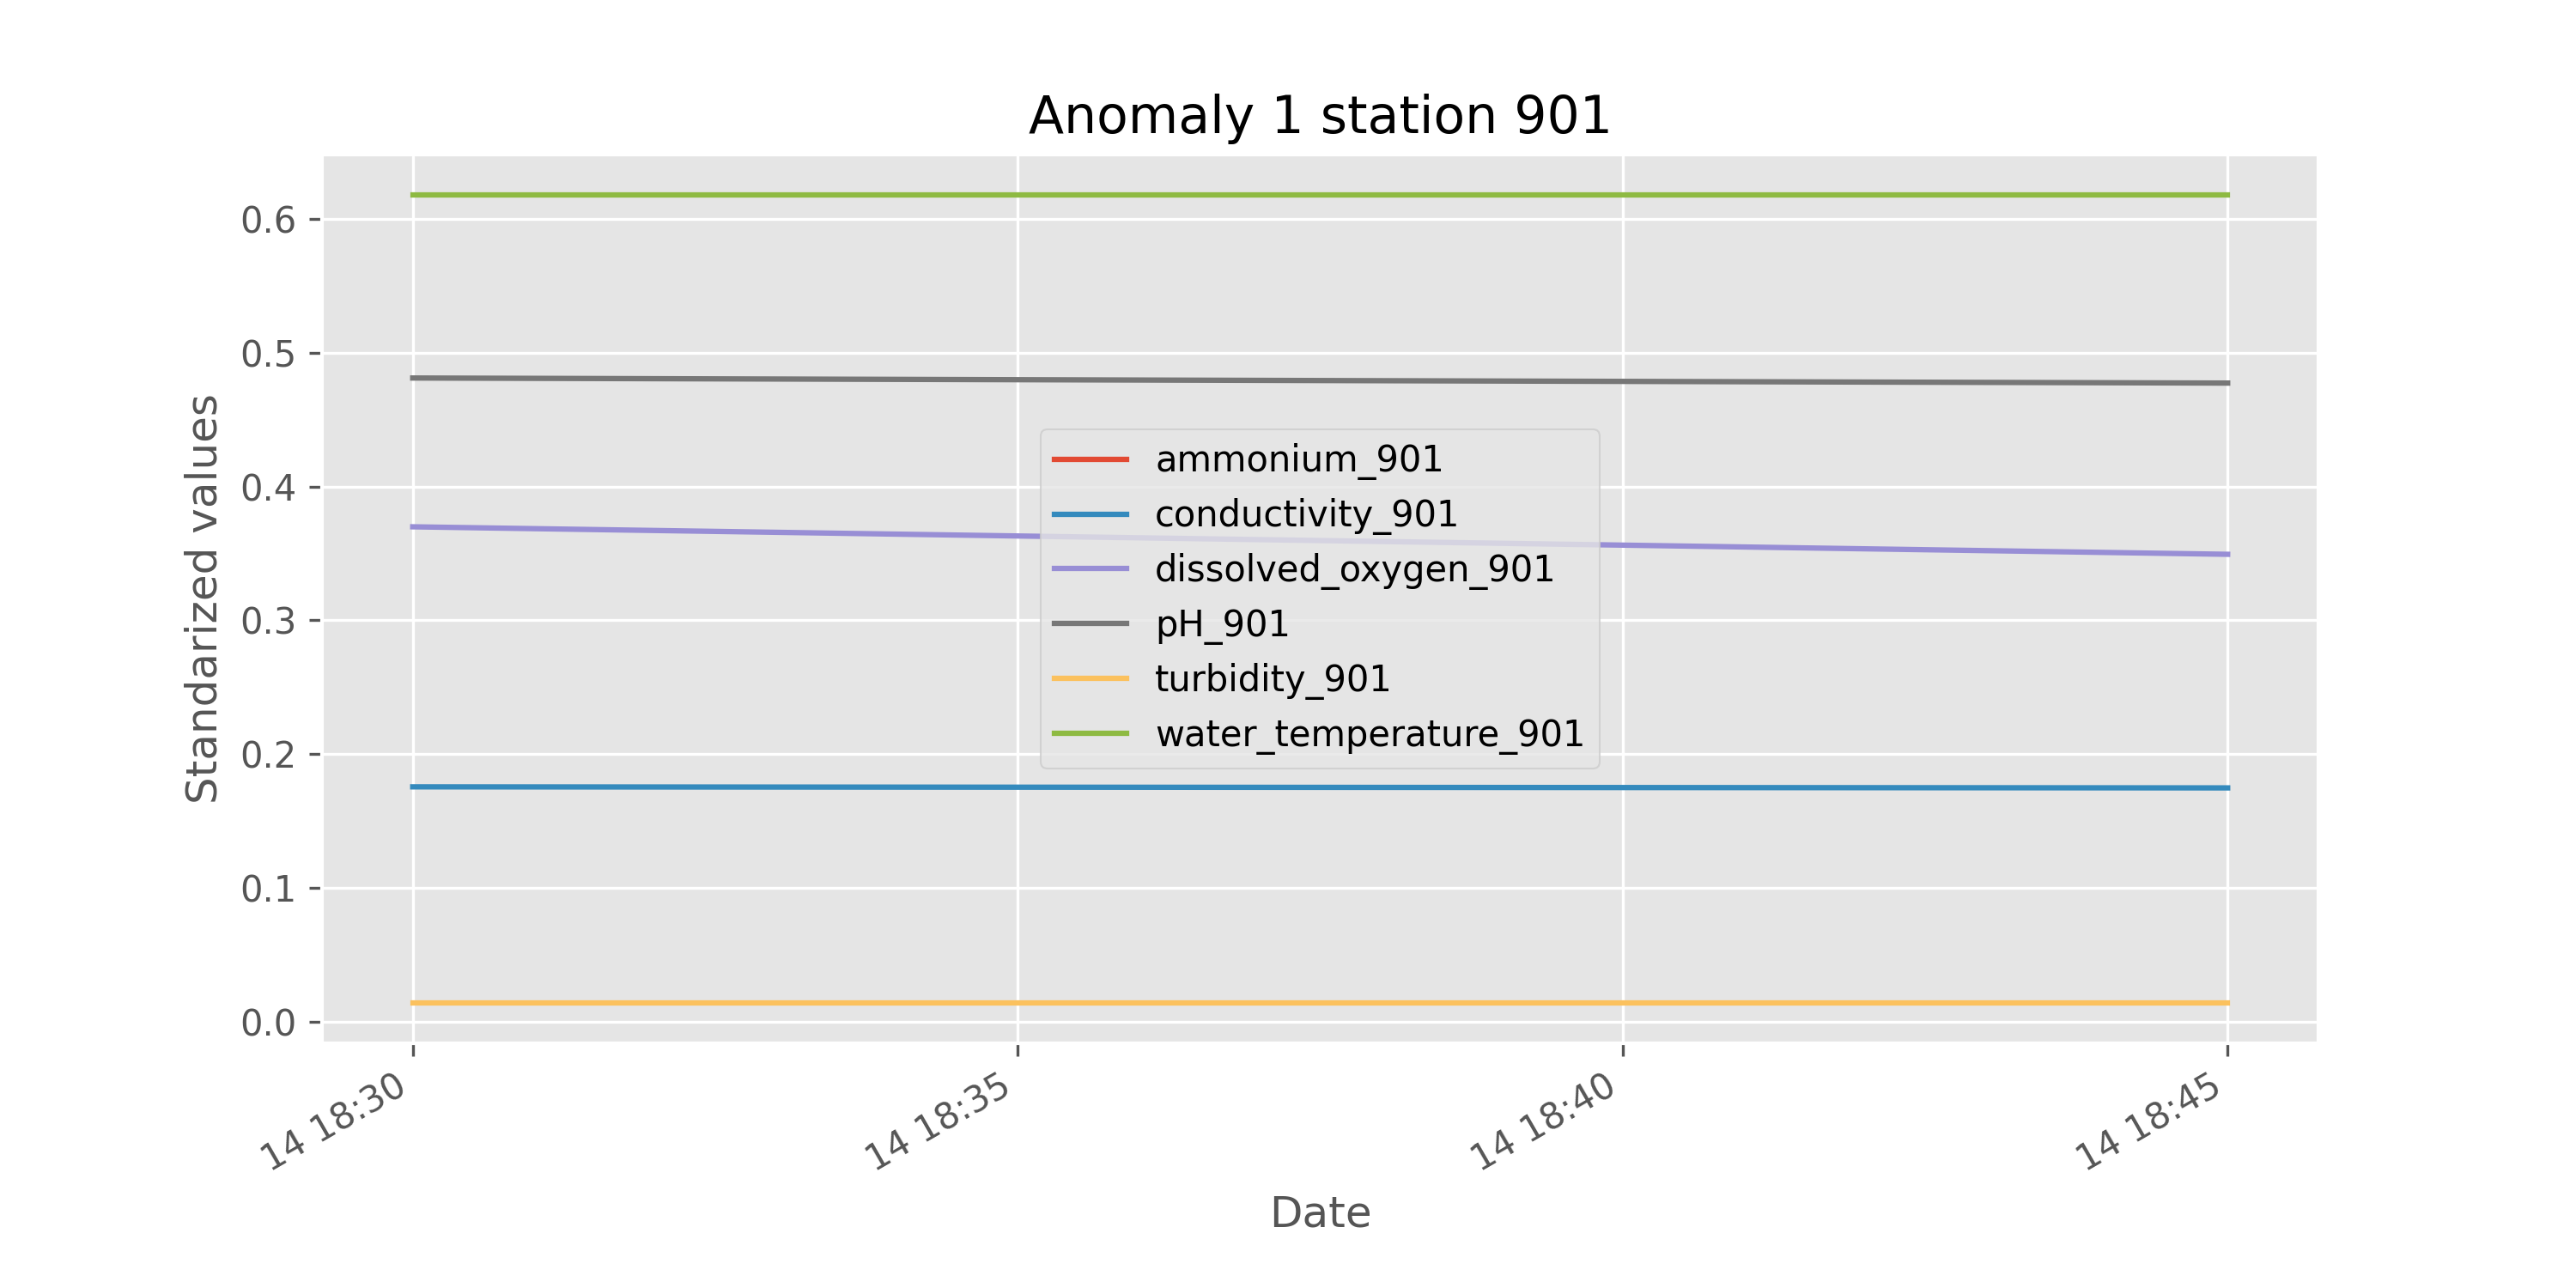 Anomaly 1 station 901
Standarized values
0.6
0.5
0.4
0.3
0.2
0.1
0.0
ammonium_901
conductivity_901
dissolved_oxygen_901
pH_901
turbidity_901
water_temperature_901
14 18:30
14 18:35
14 18:40
14 18:45
Date